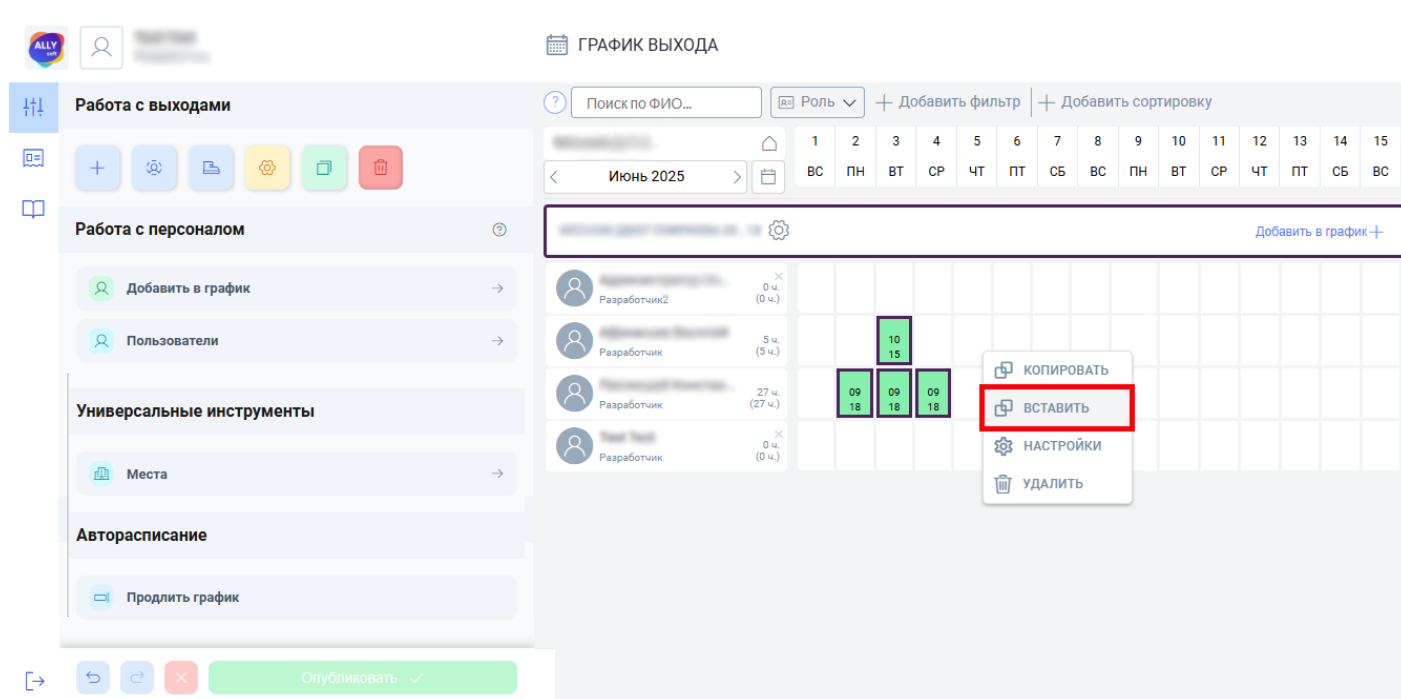 ALLY
soft
ГРАФИК ВЫХОДА
Работа с выходами
Работа с персоналом
Добавить в график
Пользователи
Универсальные инструменты
Места
Авторасписание
Продлить график
Опубликовать
? Поиск по ФИО... Роль + Добавить фильтр + Добавить сортировку
1 2 3 4 5 6 7 8 9 10 11 12 13 14 15
Июнь 2025 ВС ПН ВТ СР ЧТ ПТ СБ ВС ПН ВТ СР ЧТ ПТ СБ ВС
Добавить в график +
0 ч.
Разработчик2 (0 ч.)
5 ч. 10
Разработчик (5 ч.) 15
27 ч. 09 09 09
Разработчик (27 ч.) 18 18 18
0 ч.
Разработчик (0 ч.)
КОПИРОВАТЬ
ВСТАВИТЬ
НАСТРОЙКИ
УДАЛИТЬ